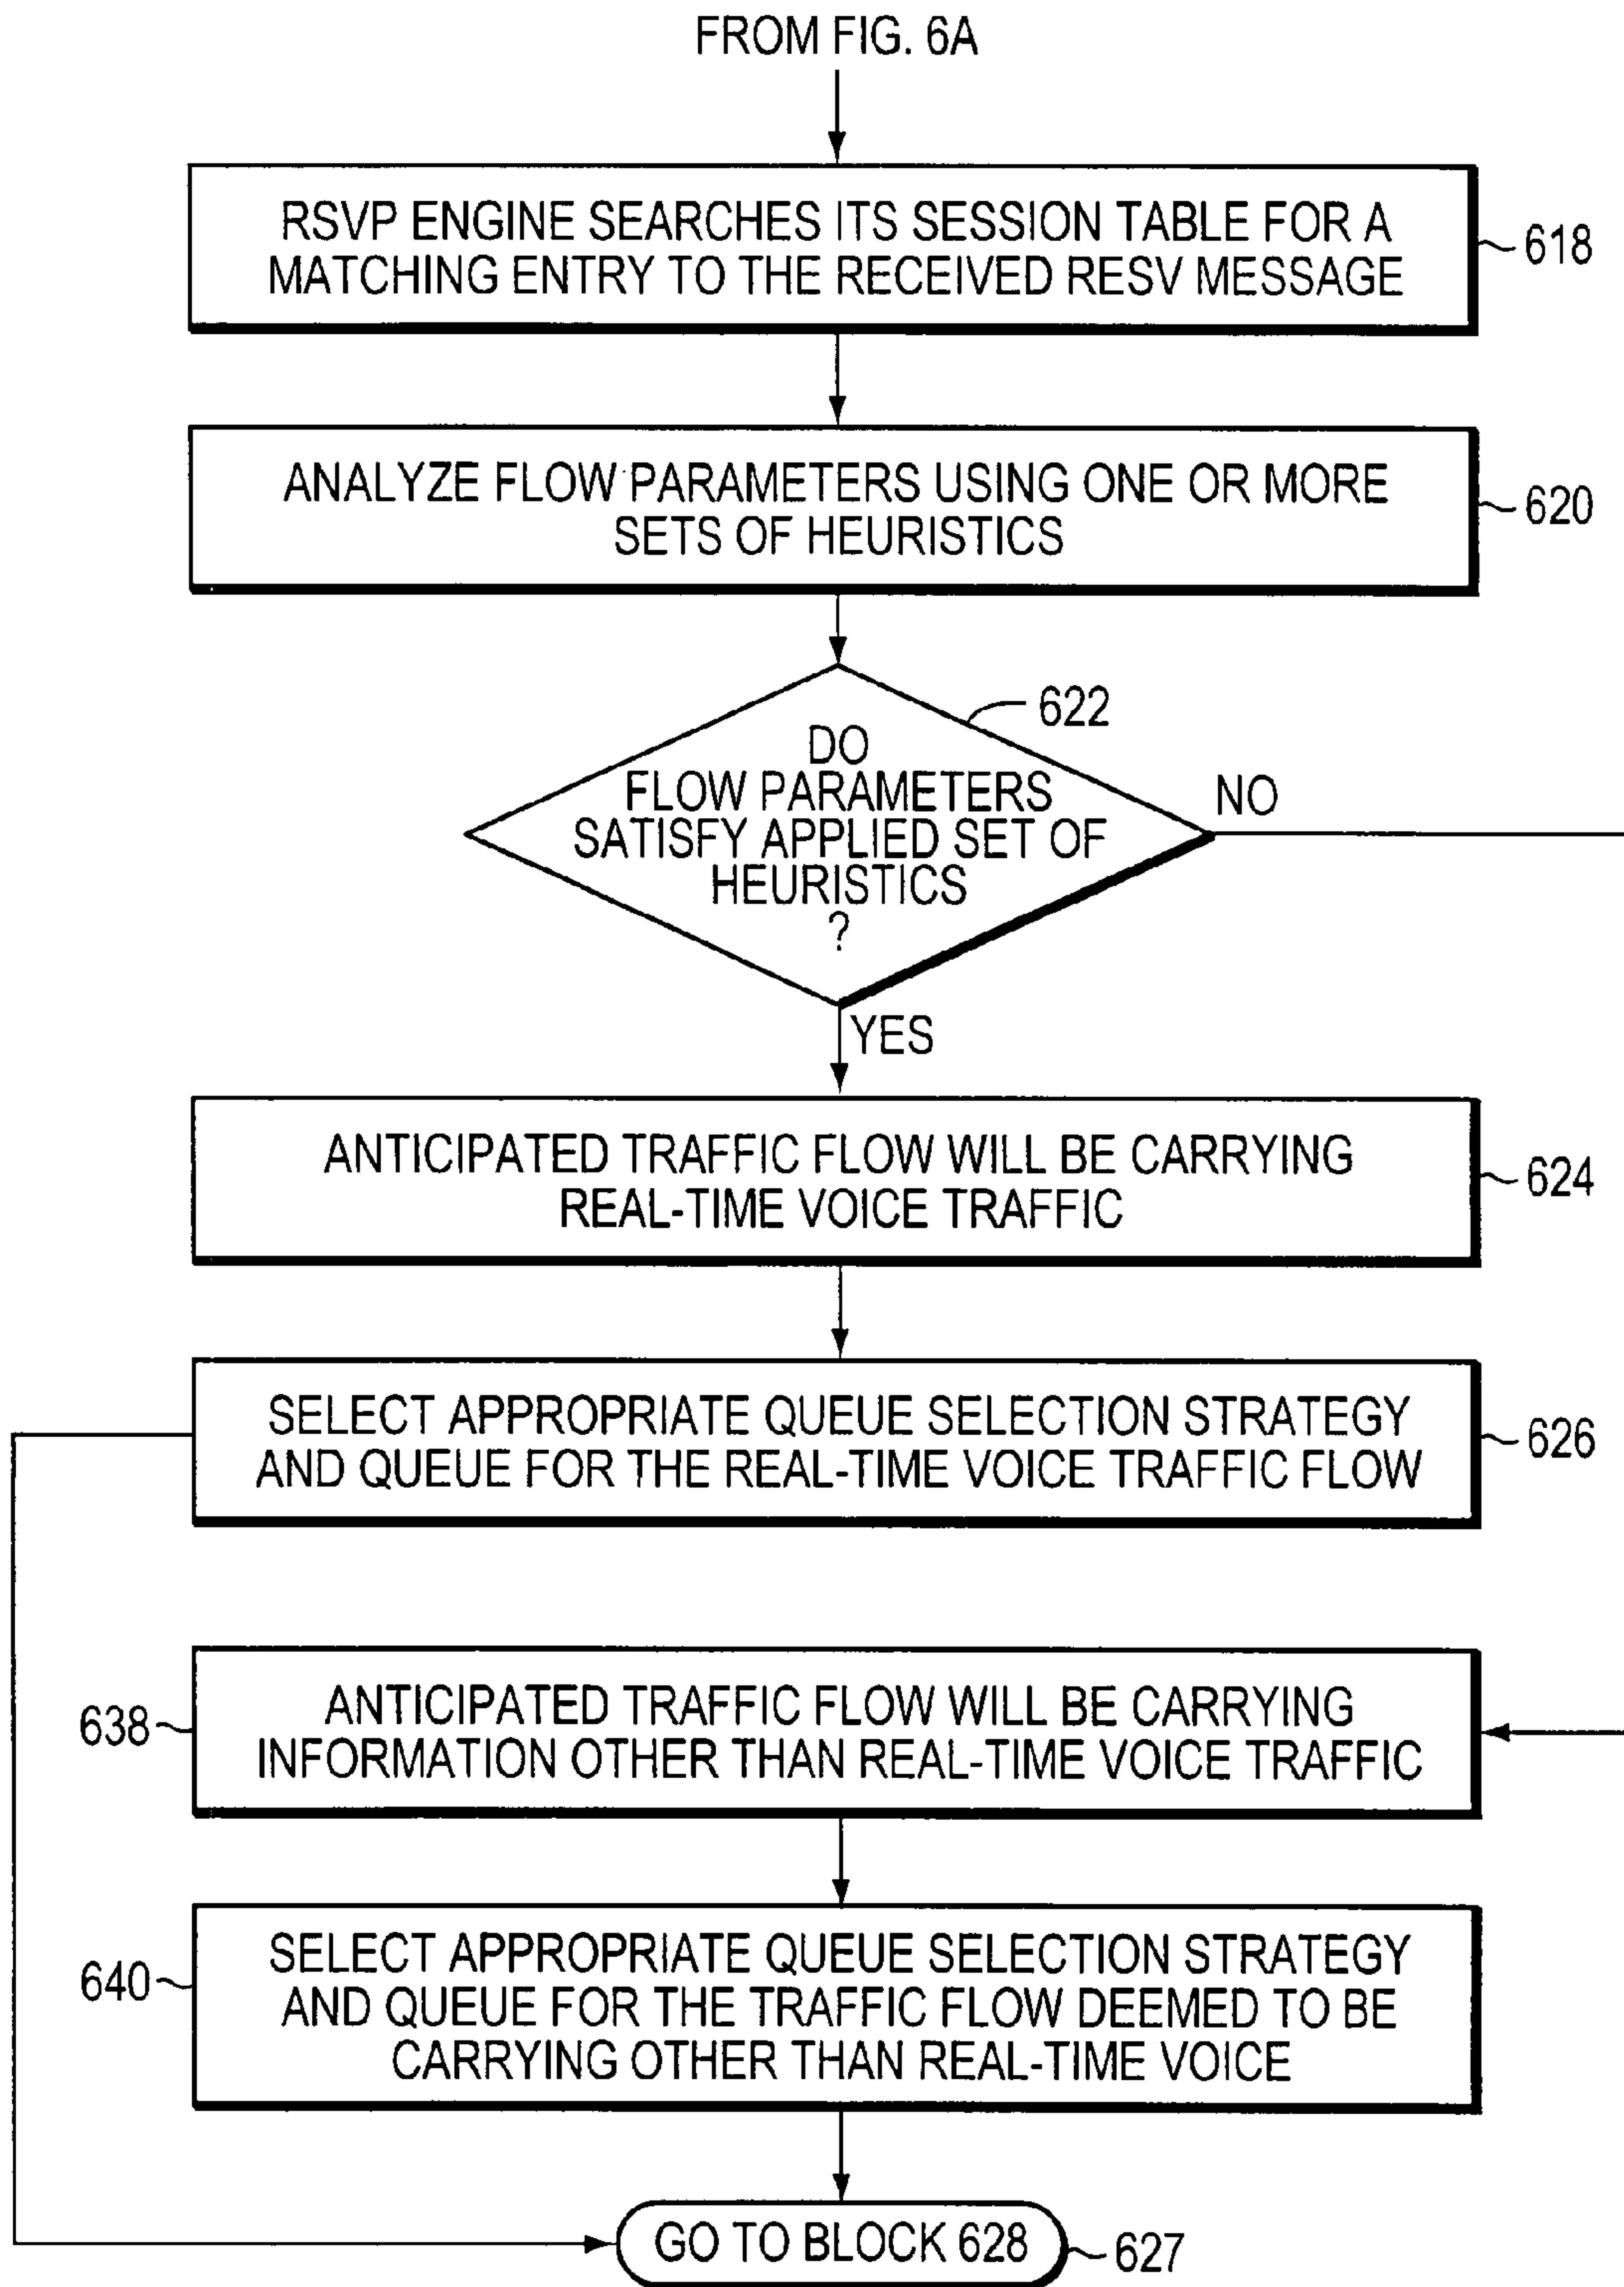 FROM FIG. 6A
RSVP ENGINE SEARCHES ITS SESSION TABLE FOR A
MATCHING ENTRY TO THE RECEIVED RESV MESSAGE
618
ANALYZE FLOW PARAMETERS USING ONE OR MORE
SETS OF HEURISTICS
620
622
DO
FLOW PARAMETERS
SATISFY APPLIED SET OF
HEURISTICS
?
NO
YES
ANTICIPATED TRAFFIC FLOW WILL BE CARRYING
REAL-TIME VOICE TRAFFIC
624
SELECT APPROPRIATE QUEUE SELECTION STRATEGY
AND QUEUE FOR THE REAL-TIME VOICE TRAFFIC FLOW
626
638
ANTICIPATED TRAFFIC FLOW WILL BE CARRYING
INFORMATION OTHER THAN REAL-TIME VOICE TRAFFIC
640
SELECT APPROPRIATE QUEUE SELECTION STRATEGY
AND QUEUE FOR THE TRAFFIC FLOW DEEMED TO BE
CARRYING OTHER THAN REAL-TIME VOICE
GO TO BLOCK 628
627